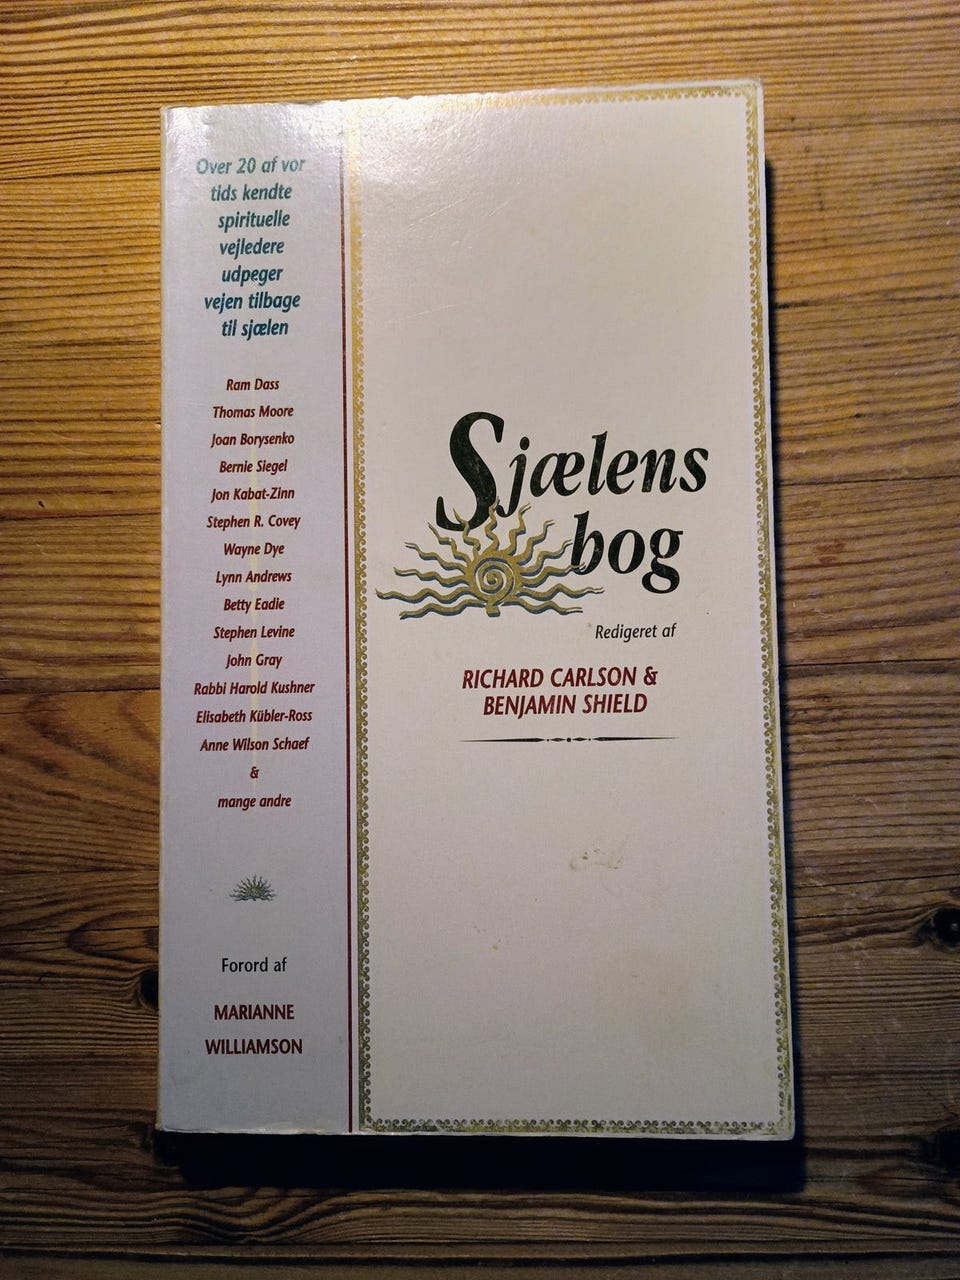 Over 20 af vor
tids kendte
spirituelle
vejledere
udpeger
vejen tilbage
til sjælen
Ram Dass
Thomas Moore
Joan Borysenko
Bernie Siegel
Jon Kabat-Zinn
Stephen R. Covey
Wayne Dye
Lynn Andrews
Betty Eadie
Stephen Levine
John Gray
Rabbi Harold Kushner
Elisabeth Kübler-Ross
Anne Wilson Schaef
&
mange andre
Forord af
MARIANNE
WILLIAMSON
Sjælens
bog
Redigeret af
RICHARD CARLSON &
BENJAMIN SHIELD